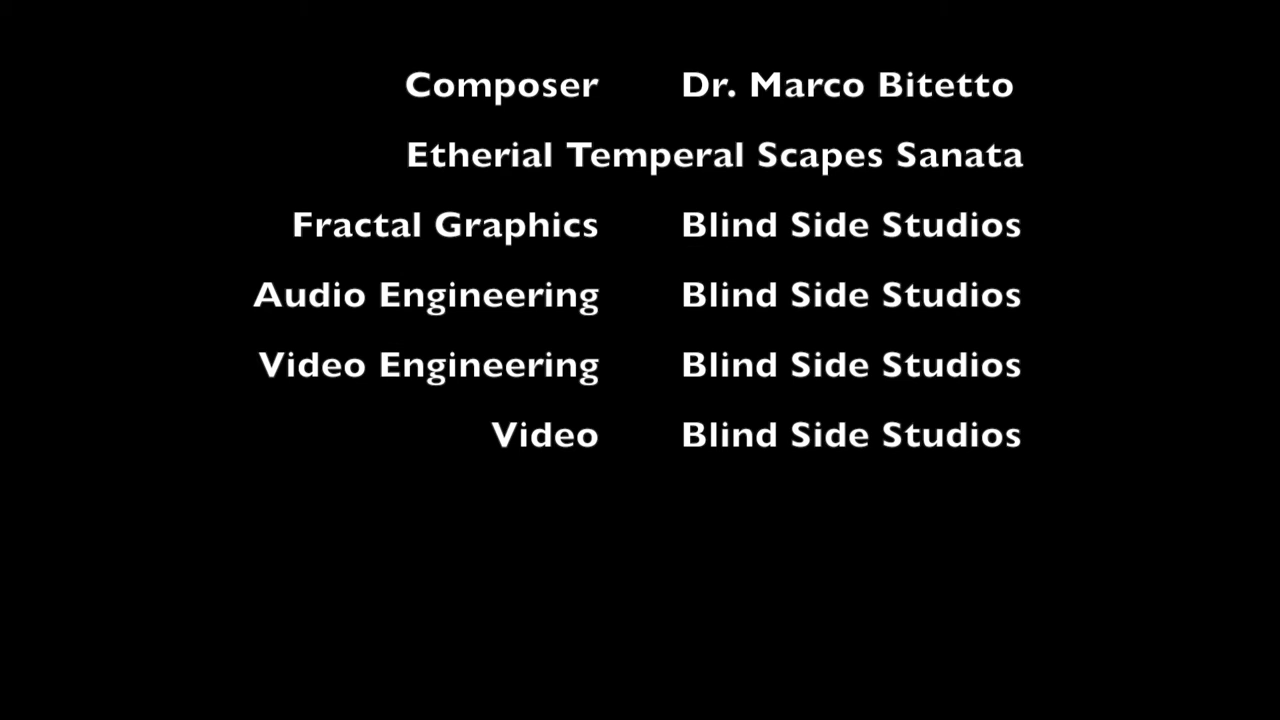 Composer Dr. Marco Bitetto
Etherial Temperal Scapes Sanata
Fractal Graphics Blind Side Studios
Audio Engineering Blind Side Studios
Video Engineering Blind Side Studios
Video Blind Side Studios